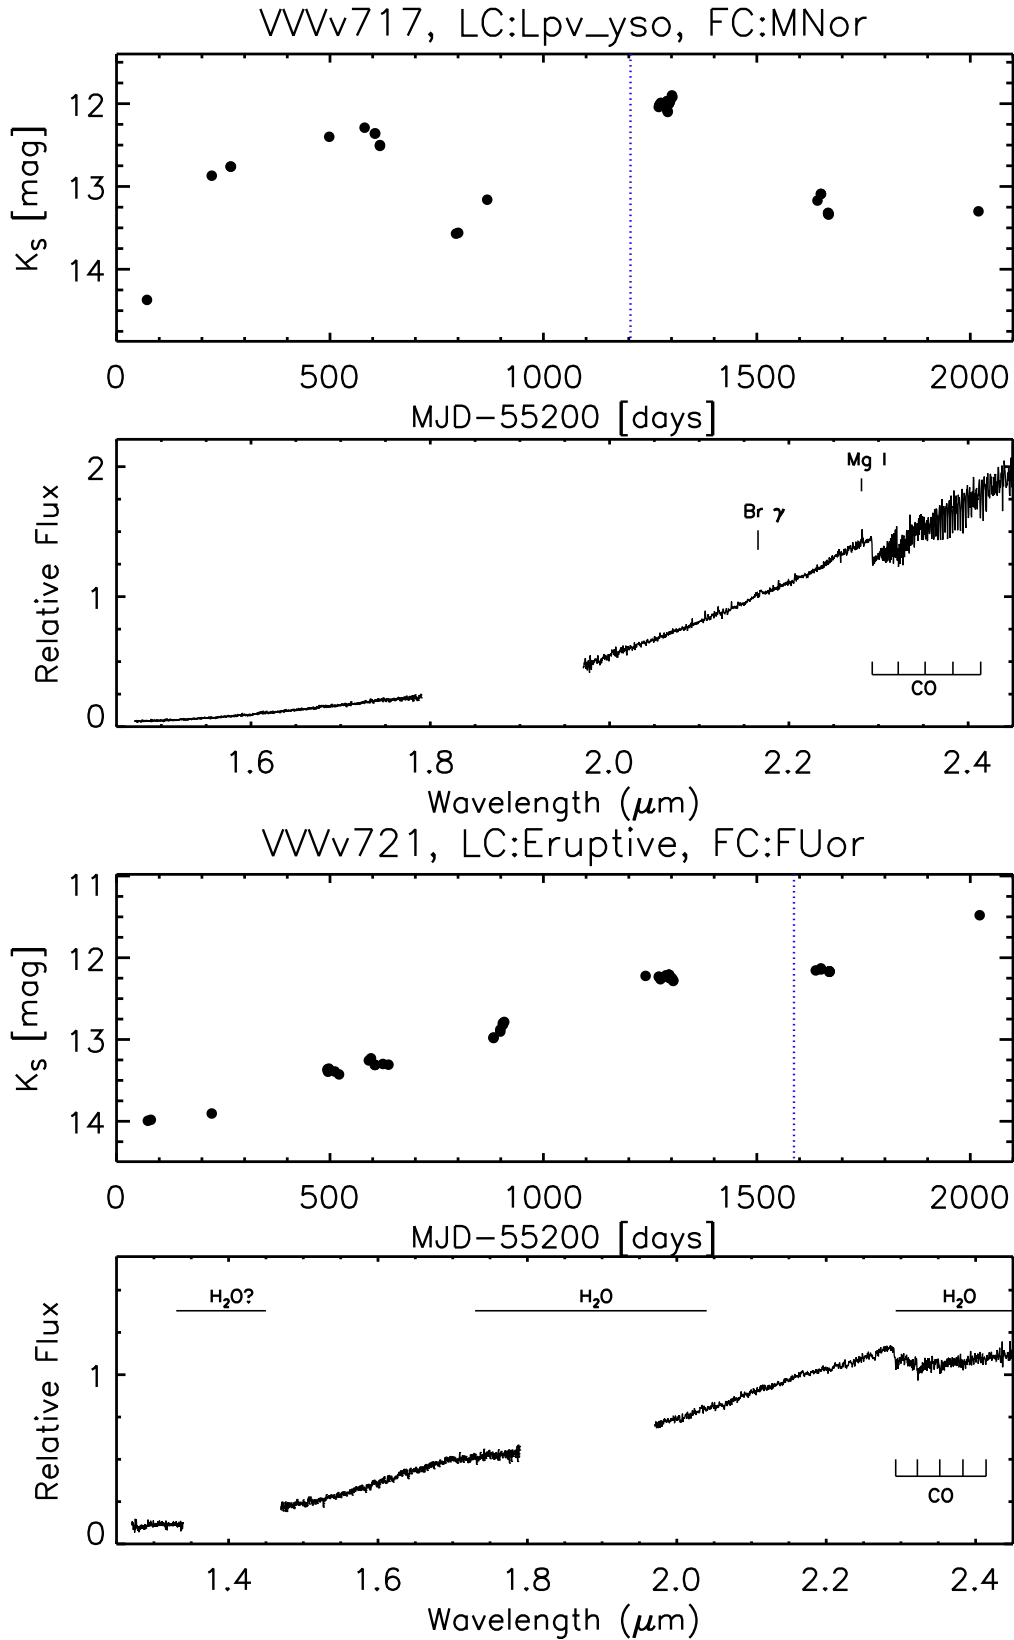 VVVv717, LC:Lpv_yso, FC:MNor
12
13
14
Ks [mag]
0 500 1000 1500 2000
MJD−55200 [days]
2
1
0
Relative Flux
Br γ
Mg I
CO
1.6 1.8 2.0 2.2 2.4
Wavelength (μm)
VVVv721, LC:Eruptive, FC:FUor
11
12
13
14
Ks [mag]
0 500 1000 1500 2000
MJD−55200 [days]
1
0
Relative Flux
H₂O? H₂O H₂O
CO
1.4 1.6 1.8 2.0 2.2 2.4
Wavelength (μm)